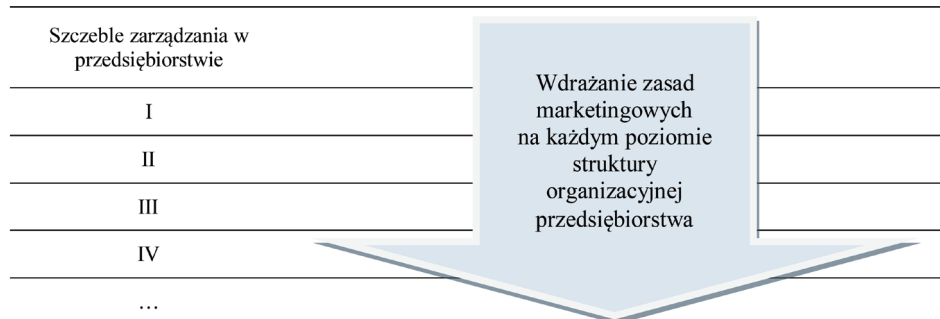 Szczeble zarządzania w
przedsiębiorstwie
I
II
III
IV
...
Wdrażanie zasad
marketingowych
na każdym poziomie
struktury
organizacyjnej
przedsiębiorstwa